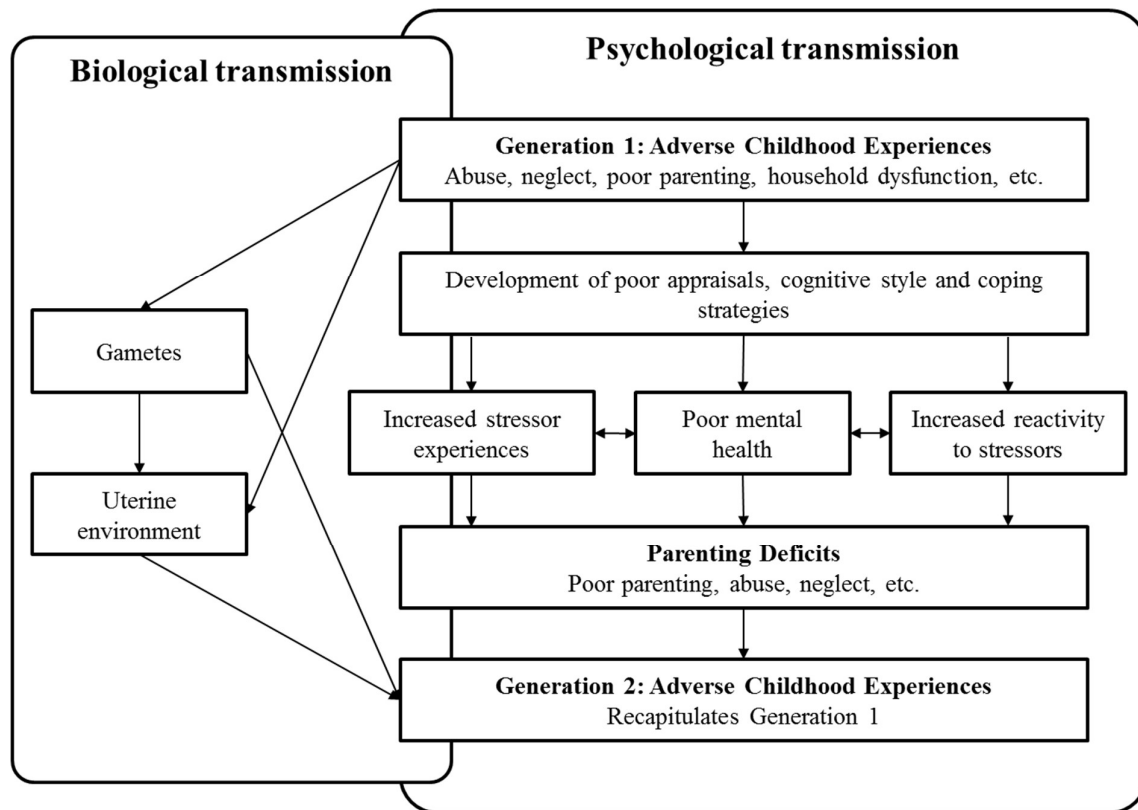 Biological transmission
Psychological transmission
Generation 1: Adverse Childhood Experiences
Abuse, neglect, poor parenting, household dysfunction, etc.
Development of poor appraisals, cognitive style and coping
strategies
Gametes
Increased stressor
experiences
Poor mental
health
Increased reactivity
to stressors
Uterine
environment
Parenting Deficits
Poor parenting, abuse, neglect, etc.
Generation 2: Adverse Childhood Experiences
Recapitulates Generation 1